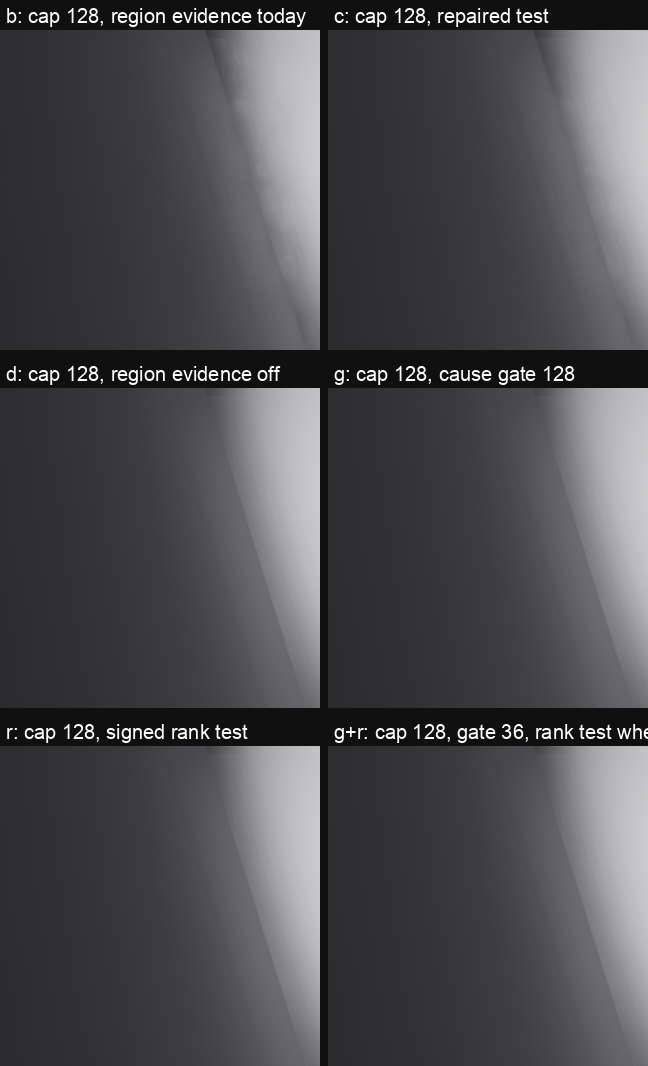 b: cap 128, region evidence today
c: cap 128, repaired test
d: cap 128, region evidence off
g: cap 128, cause gate 128
r: cap 128, signed rank test
g+r: cap 128, gate 36, rank test whe